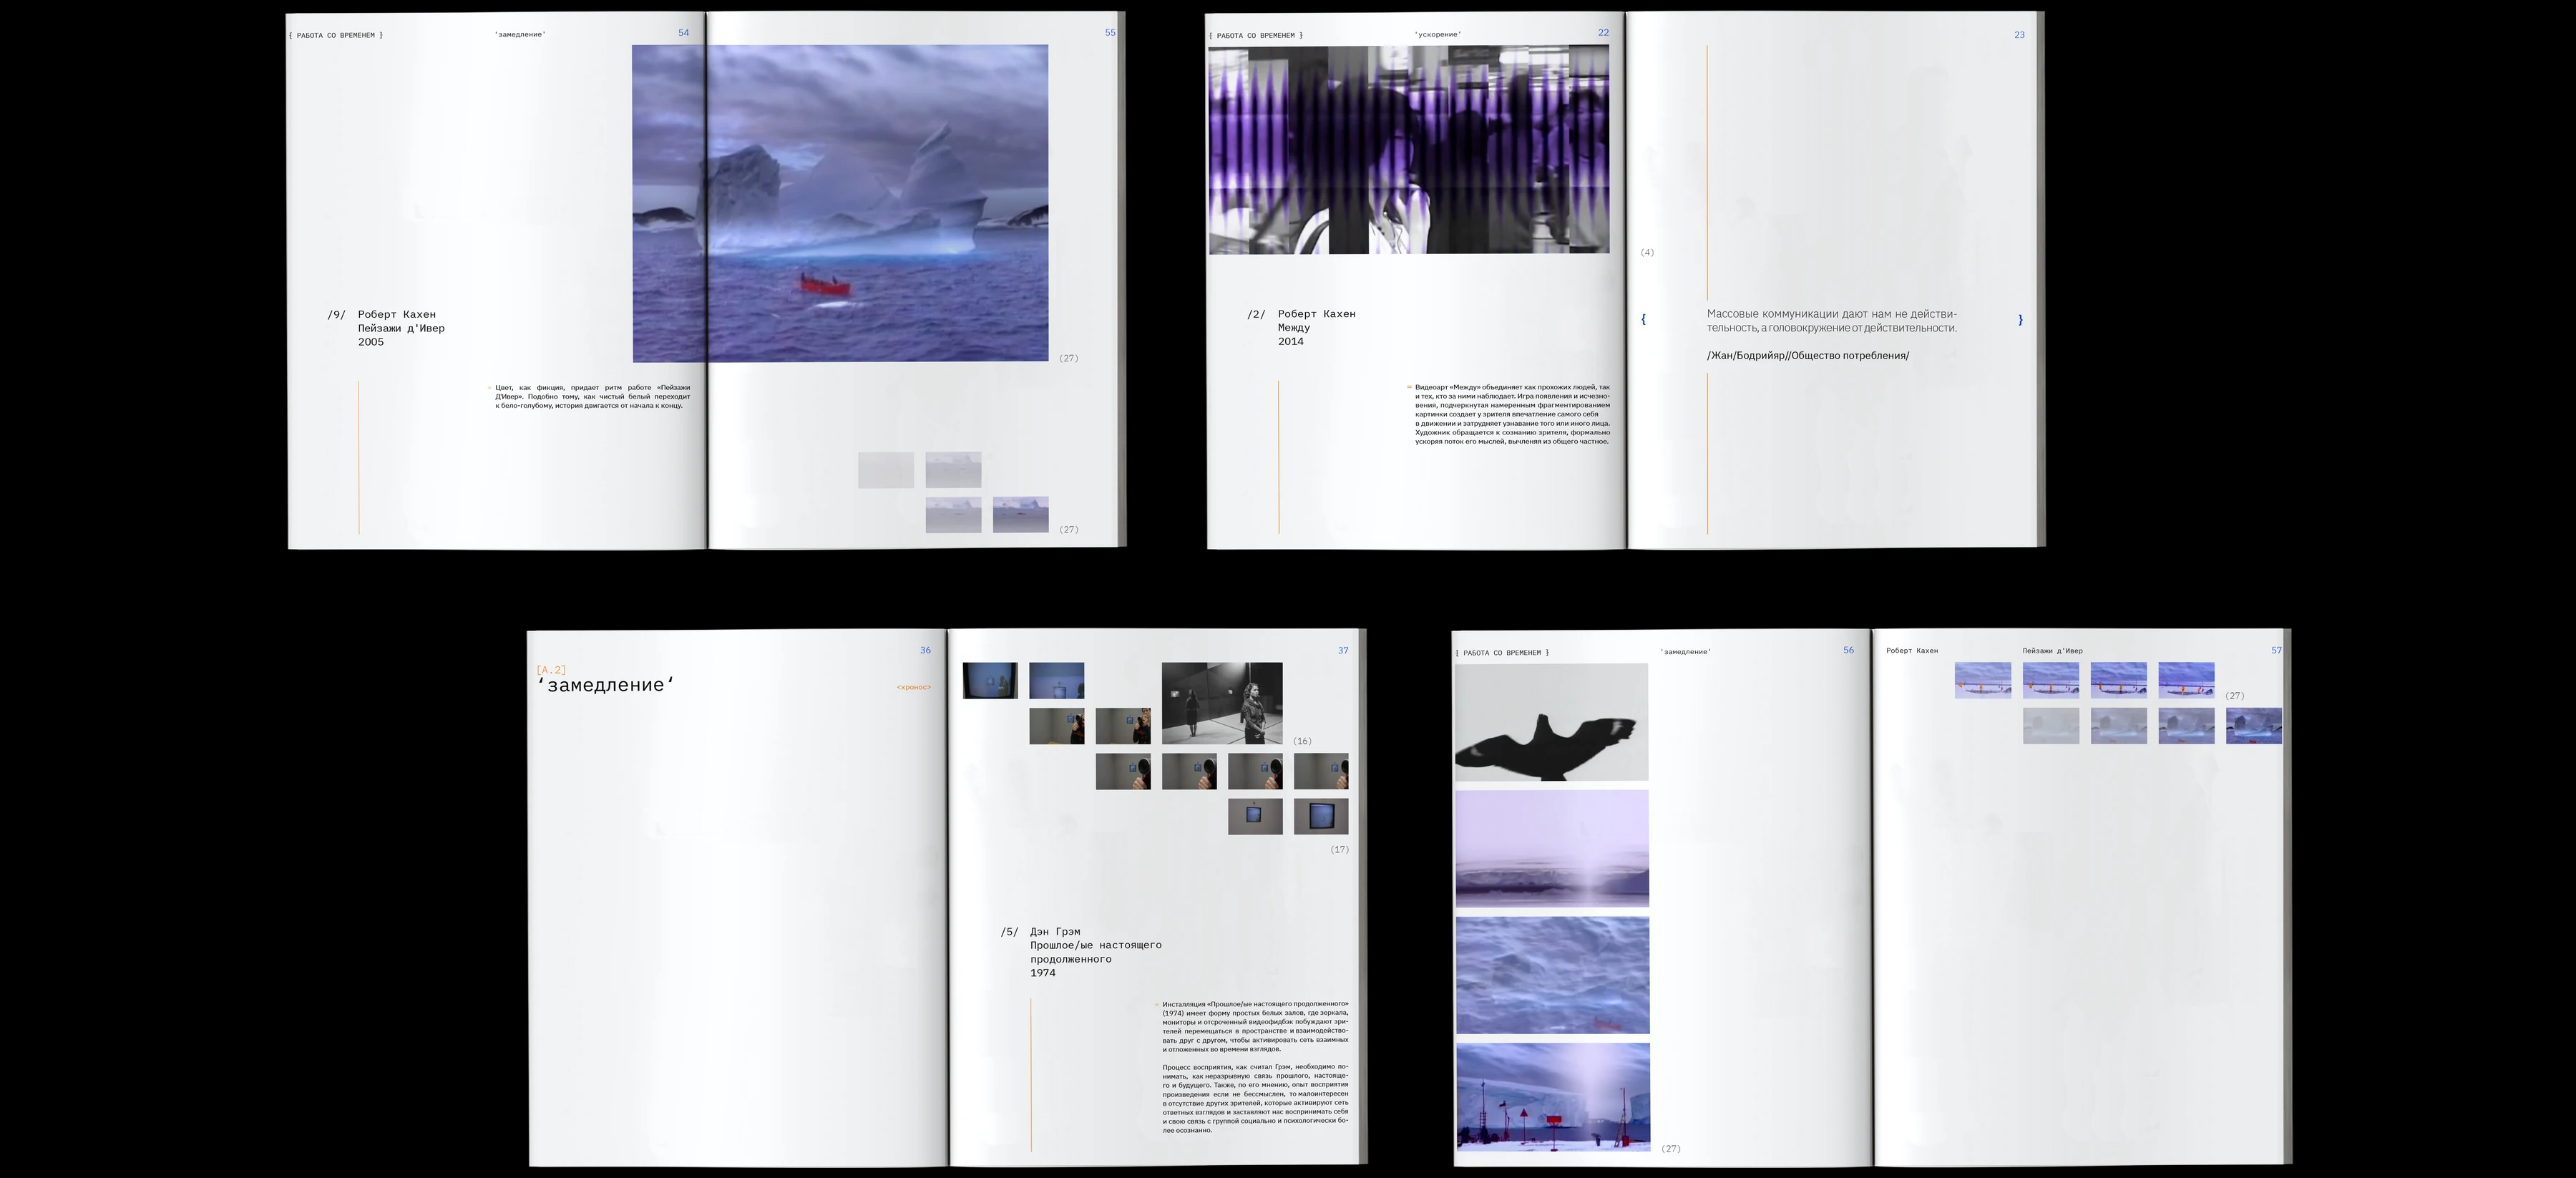 { РАБОТА СО ВРЕМЕНЕМ }
‘замедление’
54
55
/9/ Роберт Кахен
Пейзажи д'Ивер
2005
(27)
Цвет, как фикция, придает ритм работе «Пейзажи
Д’Ивер». Подобно тому, как чистый белый переходит
к бело-голубому, история двигается от начала к концу.
(27)
{ РАБОТА СО ВРЕМЕНЕМ }
‘ускорение’
22
23
(4)
/2/ Роберт Кахен
Между
2014
Видеоарт «Между» объединяет как прохожих людей, так
и тех, кто за ними наблюдает. Игра появления и исчезно-
вения, подчеркнутая намеренным фрагментированием
картинки создает у зрителя впечатление самого себя
в движении и затрудняет узнавание того или иного лица.
Художник обращается к сознанию зрителя, формально
ускоряя поток его мыслей, вычленяя из общего частное.
{ Массовые коммуникации дают нам не действи- }
тельность, а головокружение от действительности.
/Жан/Бодрийяр//Общество потребления/
36
[А.2]
‘замедление‘
<хронос>
37
(16)
(17)
/5/ Дэн Грэм
Прошлое/ые настоящего
продолженного
1974
Инсталляция «Прошлое/ые настоящего продолженного»
(1974) имеет форму простых белых залов, где зеркала,
мониторы и отсроченный видеофидбэк побуждают зри-
телей перемещаться в пространстве и взаимодейство-
вать друг с другом, чтобы активировать сеть взаимных
и отложенных во времени взглядов.
Процесс восприятия, как считал Грэм, необходимо по-
нимать, как неразрывную связь прошлого, настояще-
го и будущего. Также, по его мнению, опыт восприятия
произведения если не бессмыслен, то малоинтересен
в отсутствие других зрителей, которые активируют сеть
ответных взглядов и заставляют нас воспринимать себя
и свою связь с группой социально и психологически бо-
лее осознанно.
{ РАБОТА СО ВРЕМЕНЕМ }
‘замедление’
56
(27)
Роберт Кахен
Пейзажи д’Ивер
57
(27)